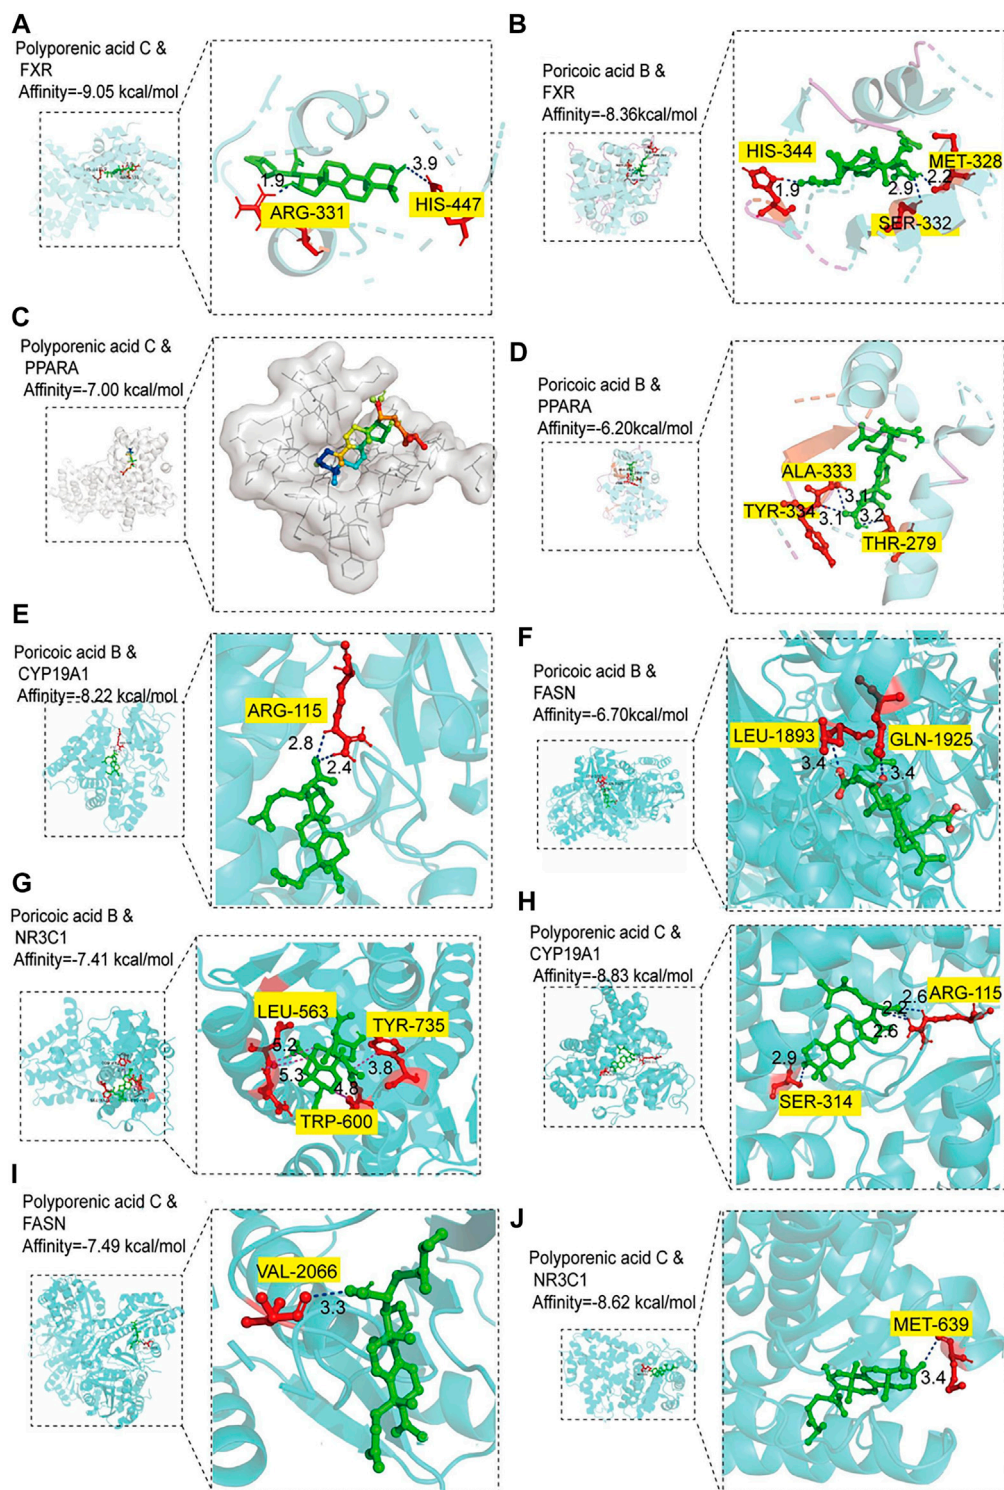 A
Polyporenic acid C &
FXR
Affinity=-9.05 kcal/mol
1.9
ARG-331
3.9
HIS-447
B
Poricoic acid B &
FXR
Affinity=-8.36kcal/mol
HIS-344
1.9
MET-328
2.2
2.9
SER-332
C
Polyporenic acid C &
PPARA
Affinity=-7.00 kcal/mol
D
Poricoic acid B &
PPARA
Affinity=-6.20kcal/mol
ALA-333
3.1
TYR-334
3.1
3.2
THR-279
E
Poricoic acid B &
CYP19A1
Affinity=-8.22 kcal/mol
ARG-115
2.8
2.4
F
Poricoic acid B &
FASN
Affinity=-6.70kcal/mol
LEU-1893
GLN-1925
3.4
3.4
G
Poricoic acid B &
NR3C1
Affinity=-7.41 kcal/mol
LEU-563
TYR-735
5.2
5.3
3.8
4.8
TRP-600
H
Polyporenic acid C &
CYP19A1
Affinity=-8.83 kcal/mol
ARG-115
2.6
2.2
2.6
2.9
SER-314
I
Polyporenic acid C &
FASN
Affinity=-7.49 kcal/mol
VAL-2066
3.3
J
Polyporenic acid C &
NR3C1
Affinity=-8.62 kcal/mol
MET-639
3.4